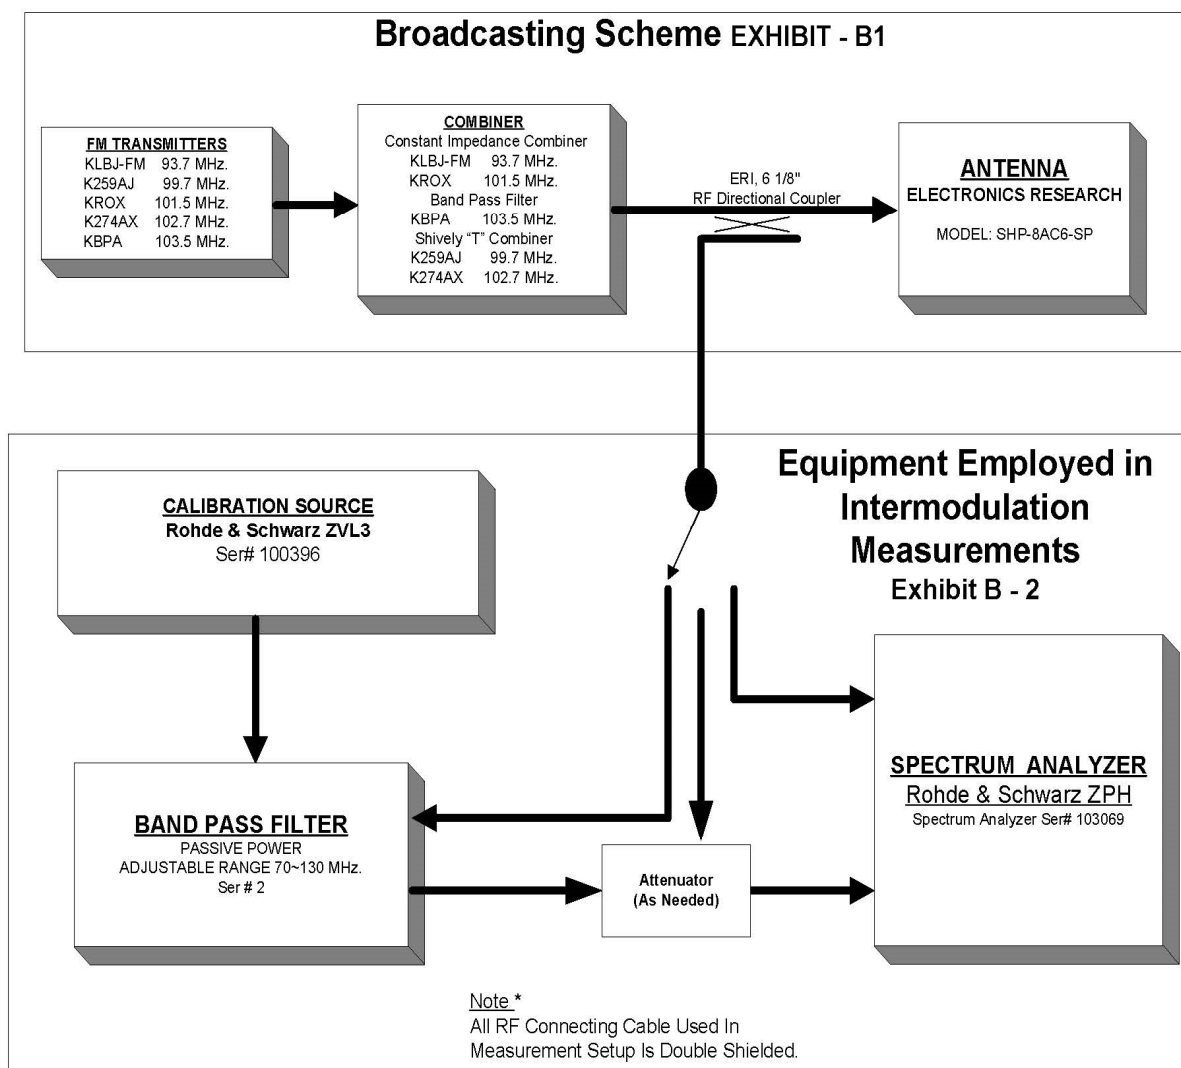 Broadcasting Scheme EXHIBIT - B1
FM TRANSMITTERS
KLBJ-FM 93.7 MHz.
K259AJ 99.7 MHz.
KROX 101.5 MHz.
K274AX 102.7 MHz.
KBPA 103.5 MHz.
COMBINER
Constant Impedance Combiner
KLBJ-FM 93.7 MHz.
KROX 101.5 MHz.
Band Pass Filter
KBPA 103.5 MHz.
Shively “T” Combiner
K259AJ 99.7 MHz.
K274AX 102.7 MHz.
ERI, 6 1/8"
RF Directional Coupler
ANTENNA
ELECTRONICS RESEARCH
MODEL: SHP-8AC6-SP
Equipment Employed in
Intermodulation
Measurements
Exhibit B - 2
CALIBRATION SOURCE
Rohde & Schwarz ZVL3
Ser# 100396
BAND PASS FILTER
PASSIVE POWER
ADJUSTABLE RANGE 70~130 MHz.
Ser # 2
Attenuator
(As Needed)
SPECTRUM ANALYZER
Rohde & Schwarz ZPH
Spectrum Analyzer Ser# 103069
Note *
All RF Connecting Cable Used In
Measurement Setup Is Double Shielded.